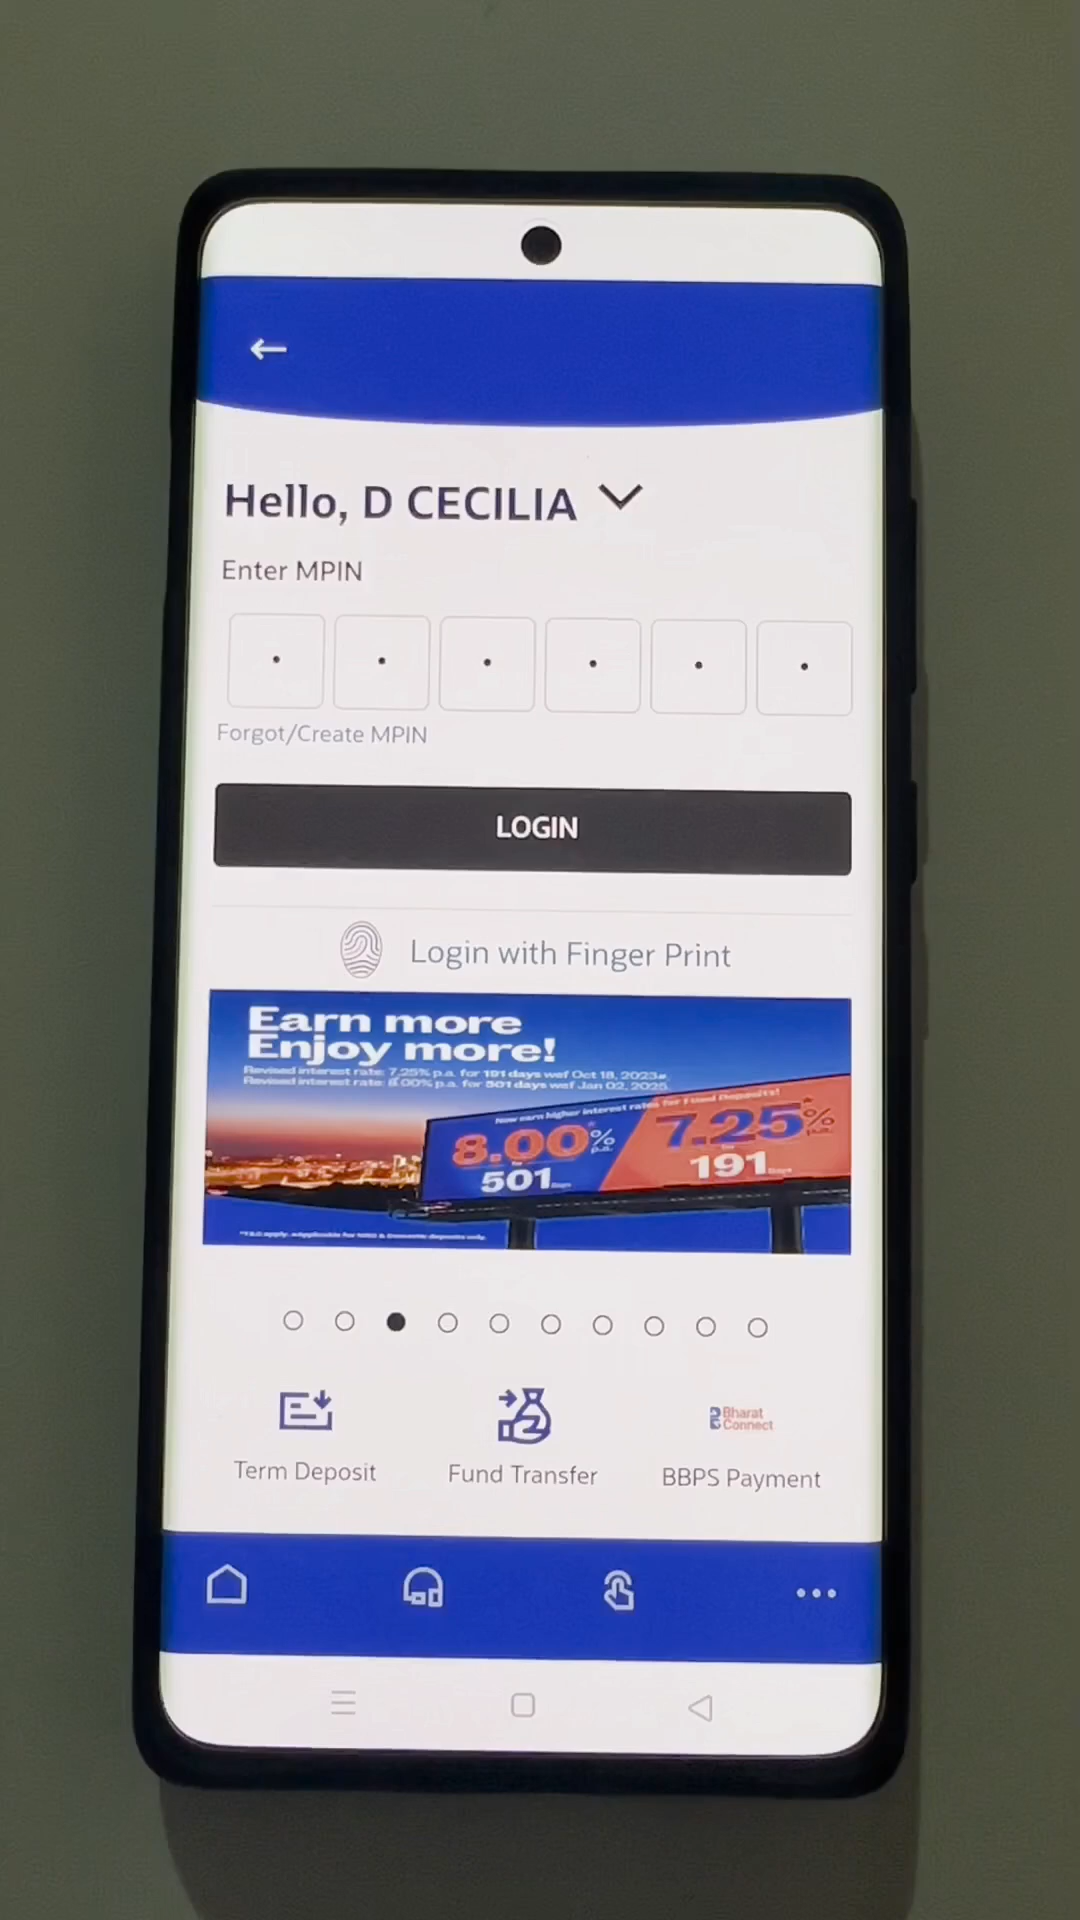 Hello, D CECILIA
Enter MPIN
Forgot/Create MPIN
LOGIN
Login with Finger Print
Earn more
Enjoy more!
Revised interest rate: 7.25% p.a. for 191 days wef Oct 18, 2023
Revised interest rate: 8.00% p.a. for 501 days wef Jan 02, 2025
Now earn higher interest rates for Fixed Deposits!
8.00% p.a.
501 Days
7.25% p.a.
191 Days
Bharat
Connect
Term Deposit
Fund Transfer
BBPS Payment